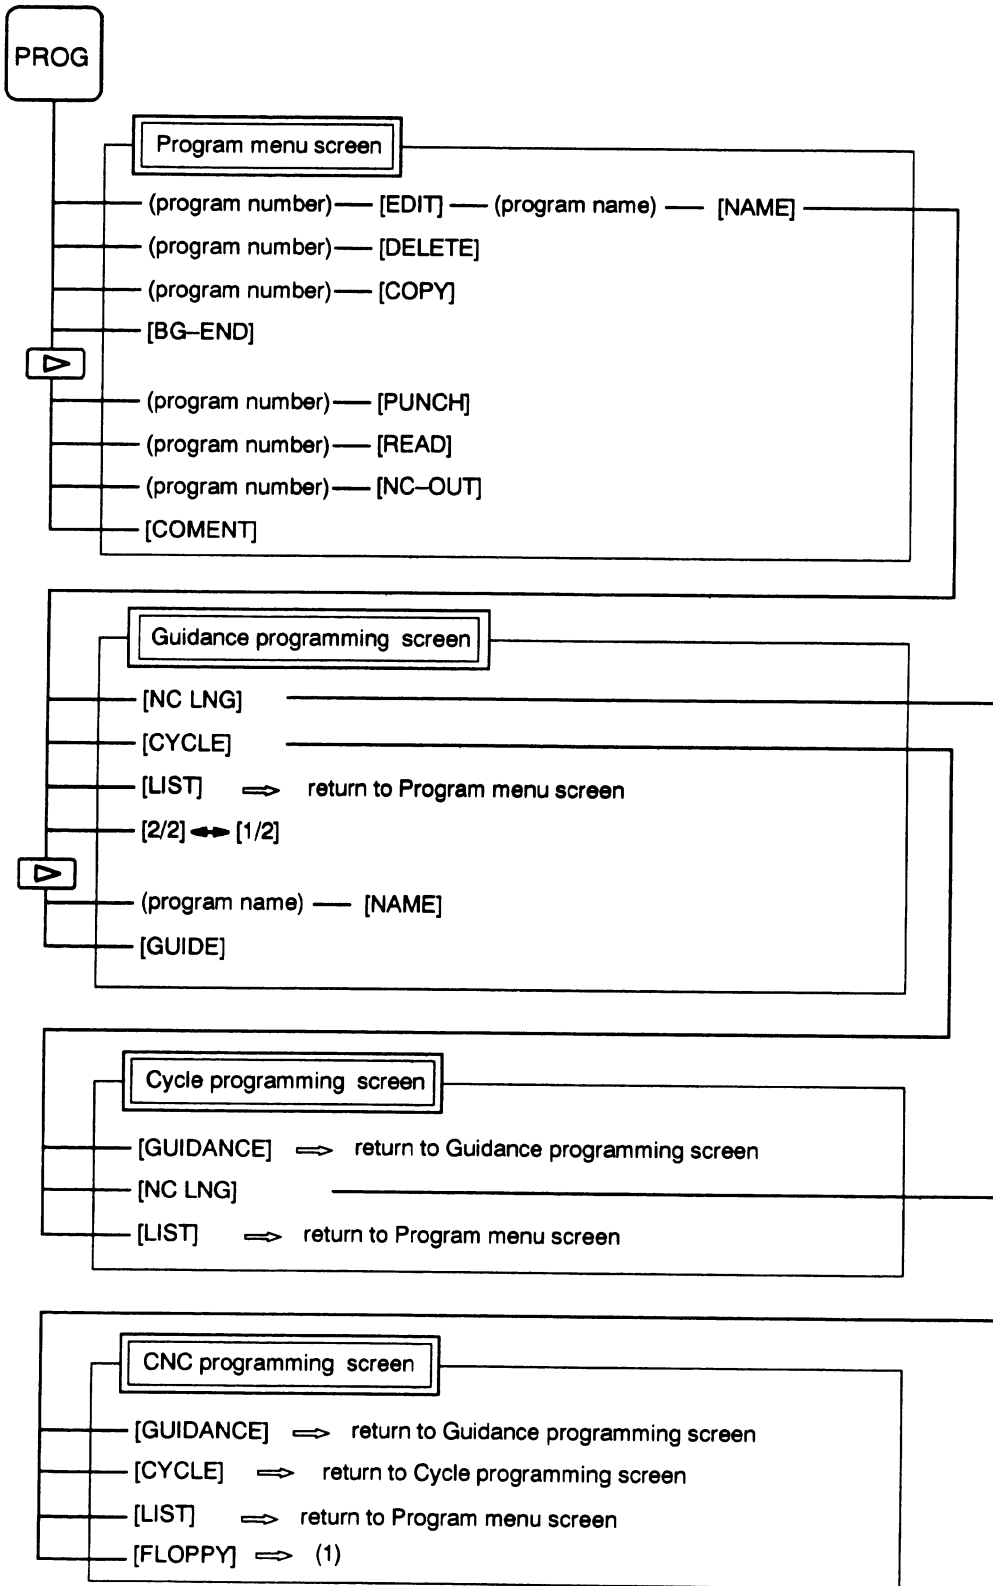 PROG
Program menu screen
(program number) — [EDIT] — (program name) — [NAME]
(program number) — [DELETE]
(program number) — [COPY]
[BG–END]
(program number) — [PUNCH]
(program number) — [READ]
(program number) — [NC–OUT]
[COMENT]
Guidance programming screen
[NC LNG]
[CYCLE]
[LIST] ⇒ return to Program menu screen
[2/2] ↔ [1/2]
(program name) — [NAME]
[GUIDE]
Cycle programming screen
[GUIDANCE] ⇒ return to Guidance programming screen
[NC LNG]
[LIST] ⇒ return to Program menu screen
CNC programming screen
[GUIDANCE] ⇒ return to Guidance programming screen
[CYCLE] ⇒ return to Cycle programming screen
[LIST] ⇒ return to Program menu screen
[FLOPPY] ⇒ (1)